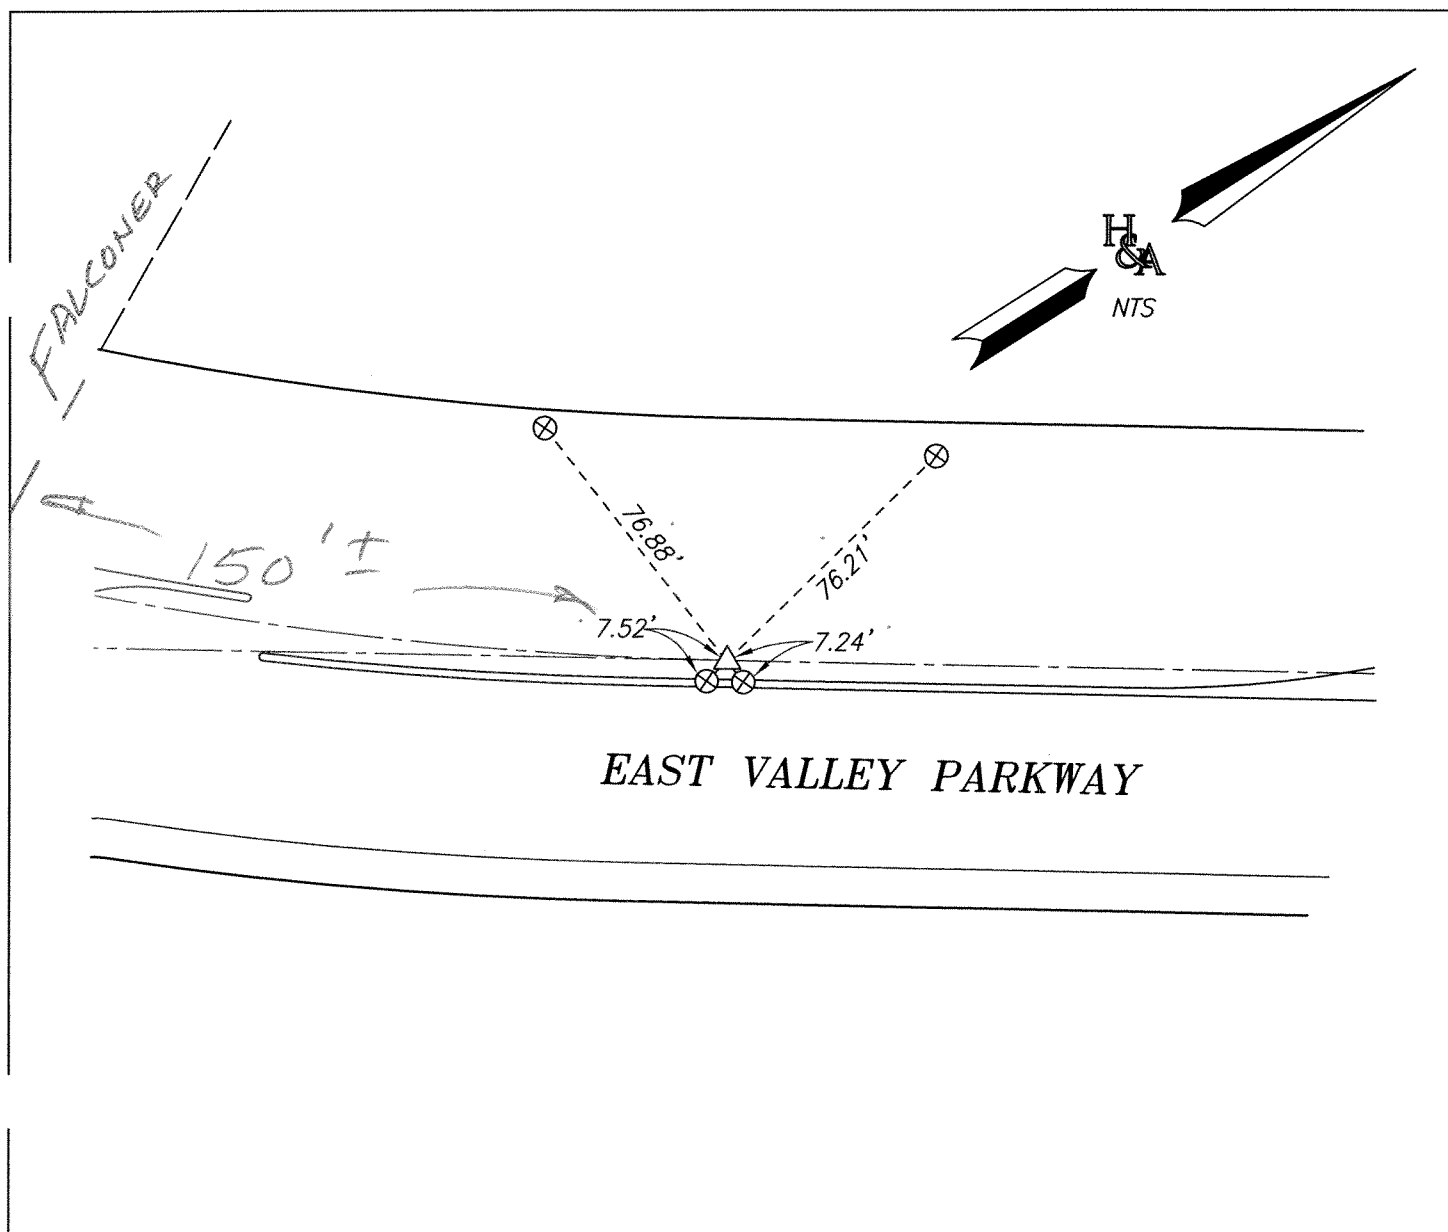 FALCONER
H&A
NTS
76.88'
76.21'
150'±
7.52'
7.24'
EAST VALLEY PARKWAY